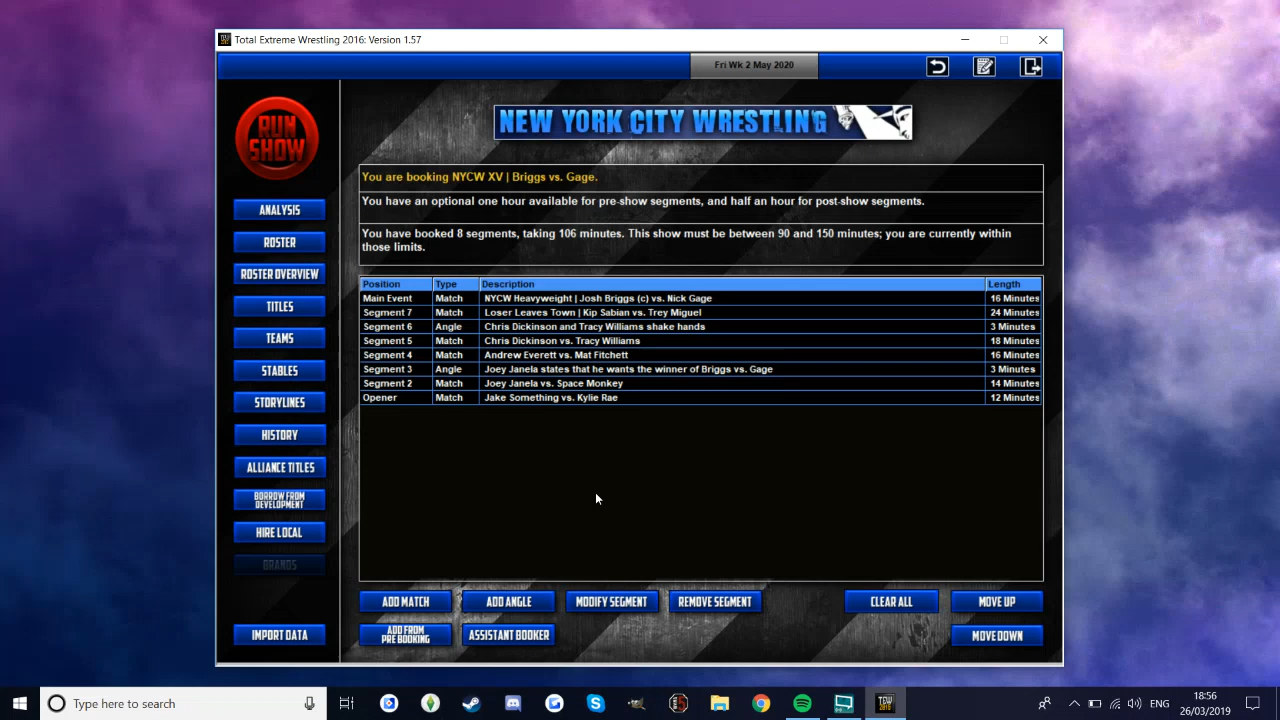 Total Extreme Wrestling 2016: Version 1.57
Fri Wk 2 May 2020
RUN SHOW
NEW YORK CITY WRESTLING
You are booking NYCW XV | Briggs vs. Gage.
You have an optional one hour available for pre-show segments, and half an hour for post-show segments.
You have booked 8 segments, taking 106 minutes. This show must be between 90 and 150 minutes; you are currently within
those limits.
ANALYSIS
ROSTER
ROSTER OVERVIEW
TITLES
TEAMS
STABLES
STORYLINES
HISTORY
ALLIANCE TITLES
BORROW FROM DEVELOPMENT
HIRE LOCAL
BRANDS
IMPORT DATA
Position Type Description Length
Main Event Match NYCW Heavyweight | Josh Briggs (c) vs. Nick Gage 16 Minutes
Segment 7 Match Loser Leaves Town | Kip Sabian vs. Trey Miguel 24 Minutes
Segment 6 Angle Chris Dickinson and Tracy Williams shake hands 3 Minutes
Segment 5 Match Chris Dickinson vs. Tracy Williams 18 Minutes
Segment 4 Match Andrew Everett vs. Mat Fitchett 16 Minutes
Segment 3 Angle Joey Janela states that he wants the winner of Briggs vs. Gage 3 Minutes
Segment 2 Match Joey Janela vs. Space Monkey 14 Minutes
Opener Match Jake Something vs. Kylie Rae 12 Minutes
ADD MATCH ADD ANGLE MODIFY SEGMENT REMOVE SEGMENT CLEAR ALL MOVE UP
ADD FROM PRE BOOKING ASSISTANT BOOKER MOVE DOWN
Type here to search
ENG
18:56
26/03/2019